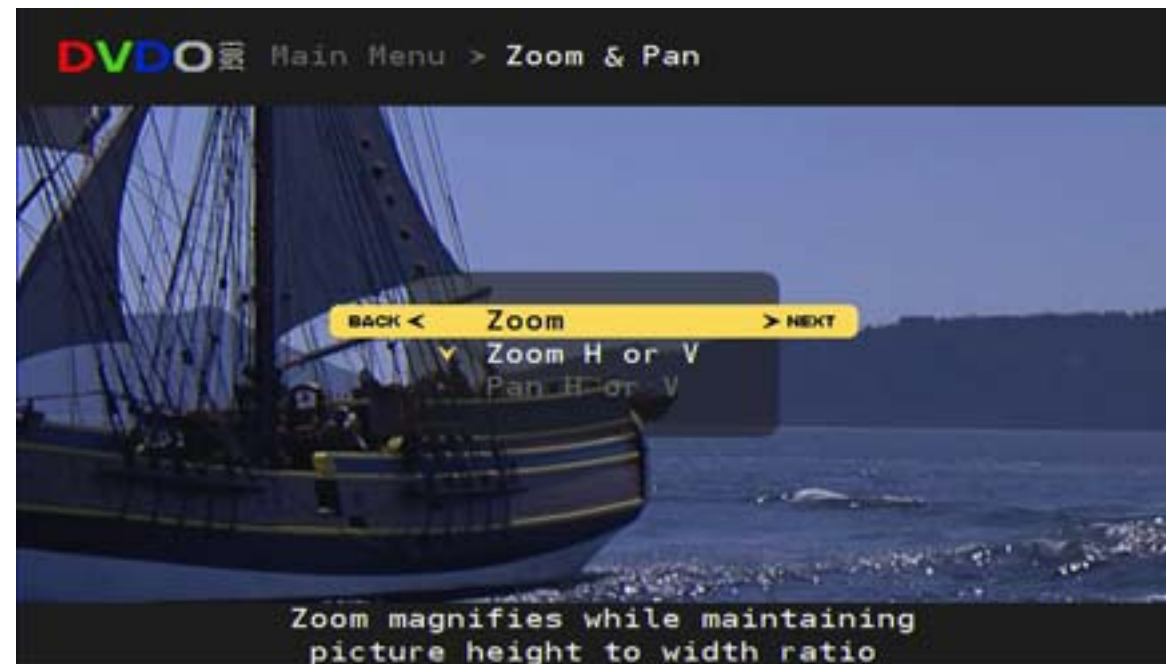 DVDO Main Menu > Zoom & Pan
BACK < Zoom > NEXT
Zoom H or V
Pan H or V
Zoom magnifies while maintaining
picture height to width ratio